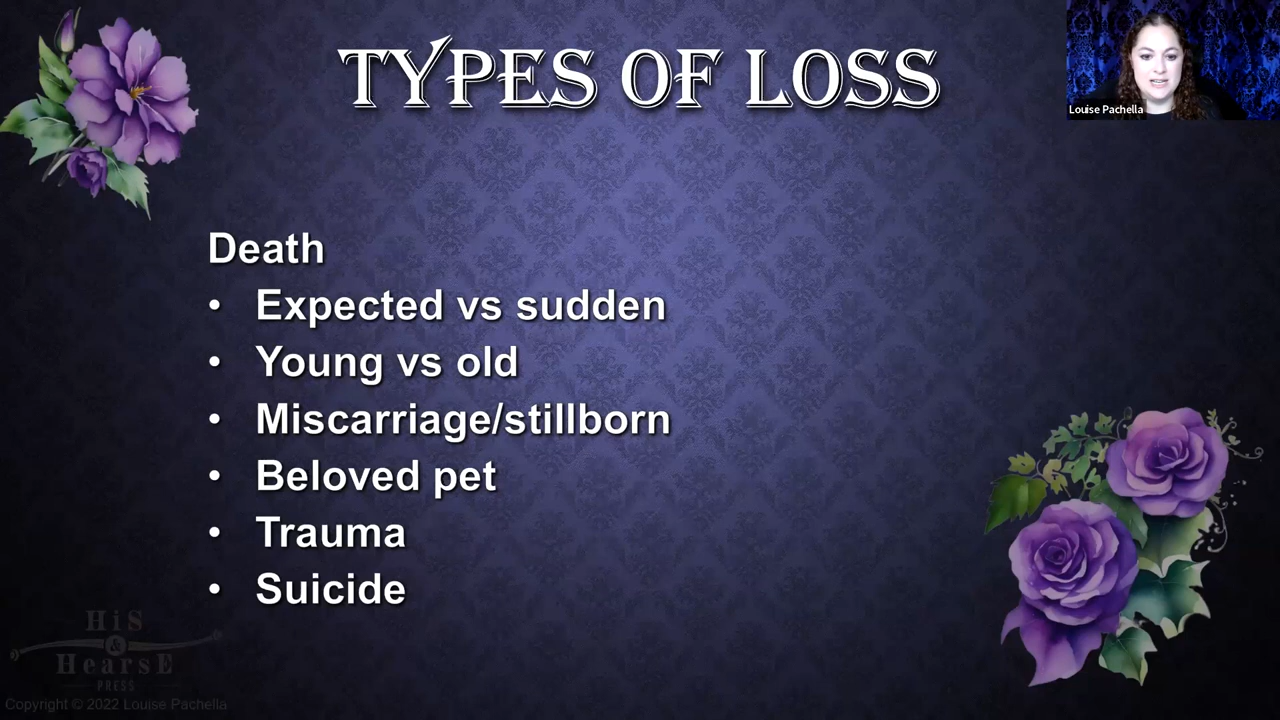 TYPES OF LOSS
Louise Pachella
Death
• Expected vs sudden
• Young vs old
• Miscarriage/stillborn
• Beloved pet
• Trauma
• Suicide
HiS
&
HearsE
PRESS
Copyright © 2022 Louise Pachella